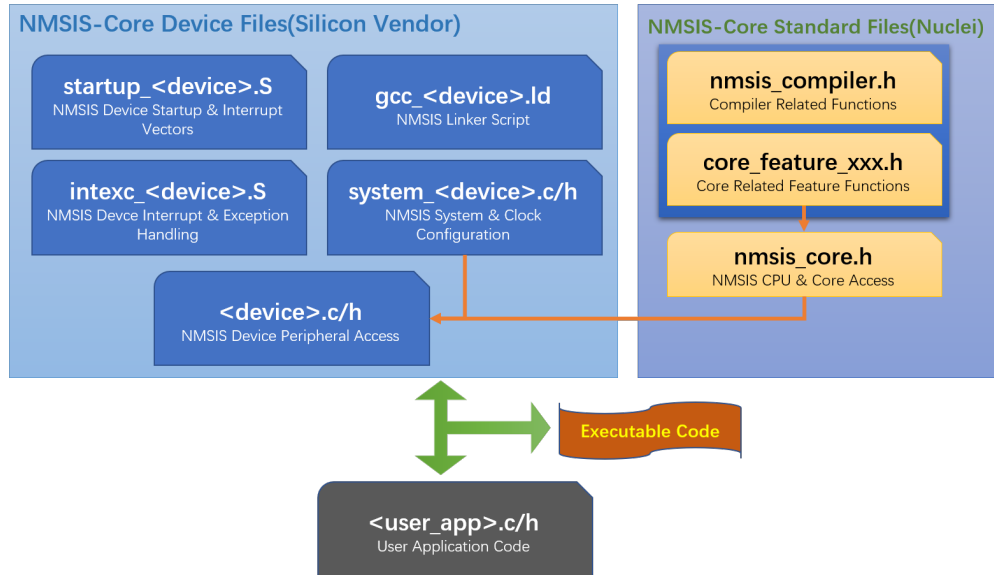 NMSIS-Core Device Files(Silicon Vendor)
startup_<device>.S
NMSIS Device Startup & Interrupt
Vectors
gcc_<device>.ld
NMSIS Linker Script
intexc_<device>.S
NMSIS Devce Interrupt & Exception
Handling
system_<device>.c/h
NMSIS System & Clock
Configuration
<device>.c/h
NMSIS Device Peripheral Access
NMSIS-Core Standard Files(Nuclei)
nmsis_compiler.h
Compiler Related Functions
core_feature_xxx.h
Core Related Feature Functions
nmsis_core.h
NMSIS CPU & Core Access
Executable Code
<user_app>.c/h
User Application Code